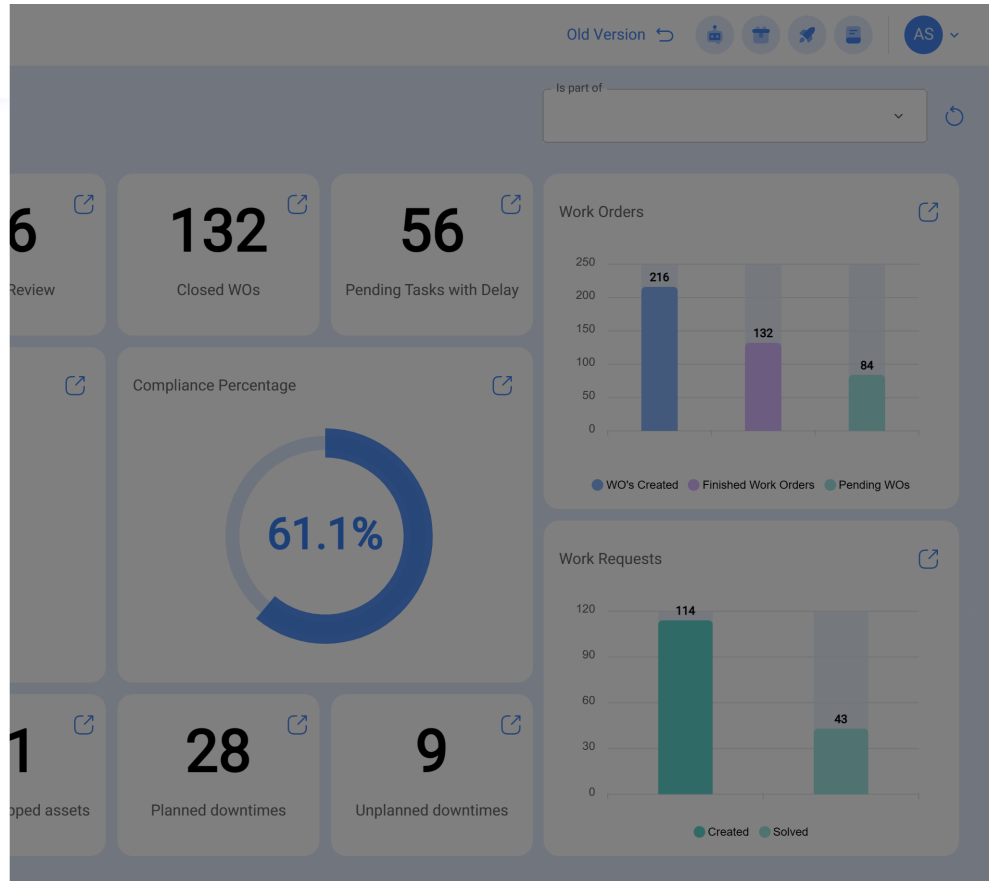 Old Version
AS
Is part of
6
Review
132
Closed WOs
56
Pending Tasks with Delay
Work Orders
250
200
150
100
50
0
216
132
84
WO's Created Finished Work Orders Pending WOs
Compliance Percentage
61.1%
Work Requests
120
90
60
30
0
114
43
Created Solved
1
pped assets
28
Planned downtimes
9
Unplanned downtimes